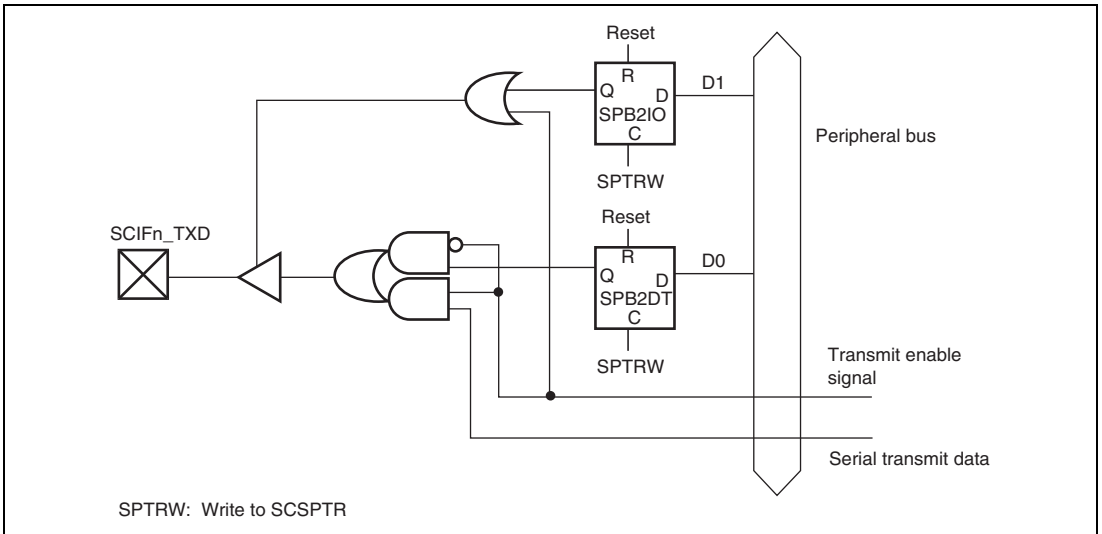 Reset
R
Q
D
D1
SPB2IO
C
SPTRW
Peripheral bus
Reset
SCIFn_TXD
R
D0
Q
D
SPB2DT
C
SPTRW
Transmit enable
signal
Serial transmit data
SPTRW: Write to SCSPTR